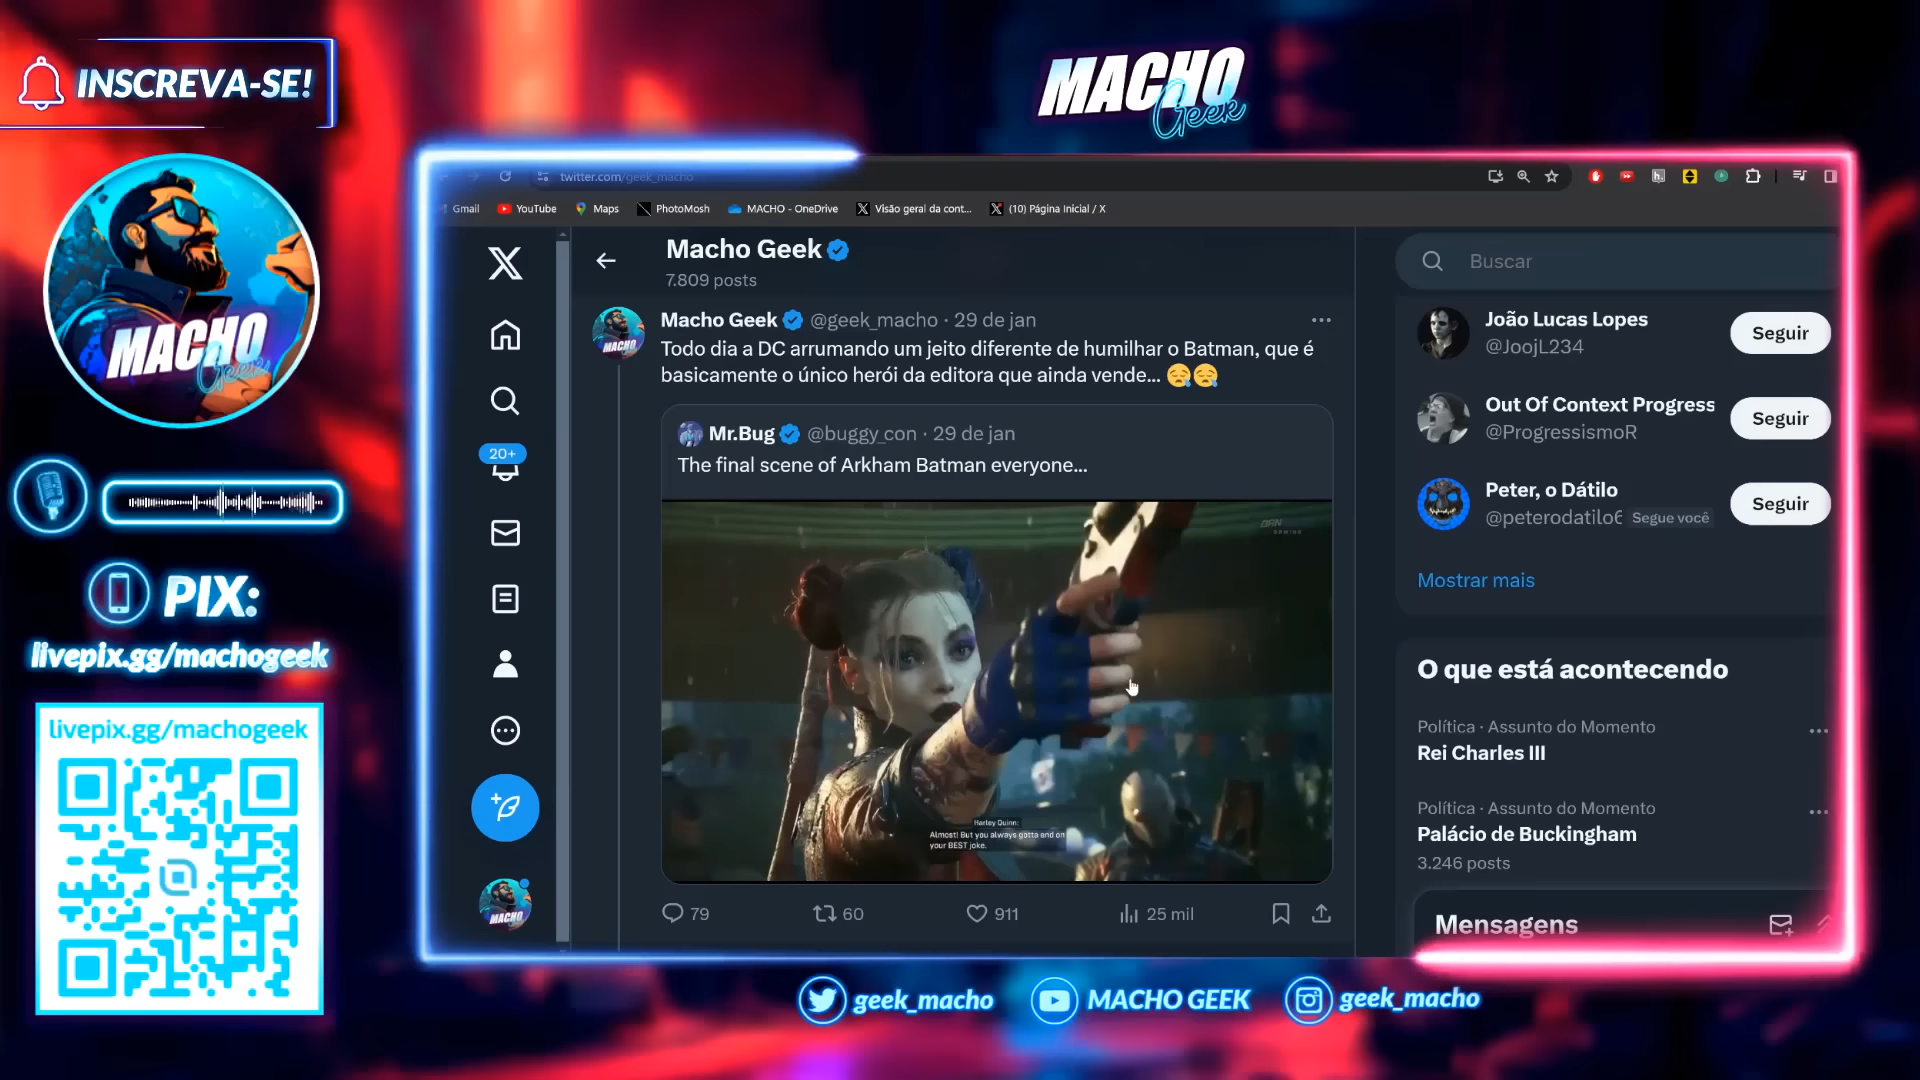 INSCREVA-SE!
MACHO
Geek
MACHO
Geek
PIX:
livepix.gg/machogeek
livepix.gg/machogeek
twitter.com/geek_macho
Gmail
YouTube
Maps
PhotoMosh
MACHO - OneDrive
Visão geral da cont...
(10) Página Inicial / X
20+
Macho Geek
7.809 posts
Macho Geek @geek_macho · 29 de jan
Todo dia a DC arrumando um jeito diferente de humilhar o Batman, que é
basicamente o único herói da editora que ainda vende... 😪😪
Mr.Bug @buggy_con · 29 de jan
The final scene of Arkham Batman everyone...
Harley Quinn:
Almost! But you always gotta end on
your BEST joke.
79
60
911
25 mil
Buscar
João Lucas Lopes
@JoojL234
Seguir
Out Of Context Progress
@ProgressismoR
Seguir
Peter, o Dátilo
@peterodatilo6
Segue você
Seguir
Mostrar mais
O que está acontecendo
Política · Assunto do Momento
Rei Charles III
Política · Assunto do Momento
Palácio de Buckingham
3.246 posts
Mensagens
geek_macho
MACHO GEEK
geek_macho